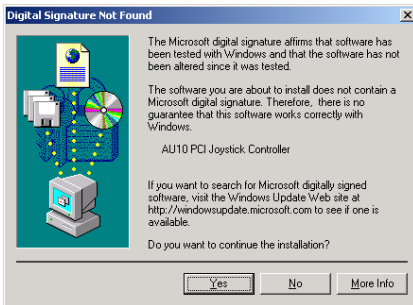 Digital Signature Not Found
The Microsoft digital signature affirms that software has
been tested with Windows and that the software has not
been altered since it was tested.
The software you are about to install does not contain a
Microsoft digital signature. Therefore, there is no
guarantee that this software works correctly with
Windows.
AU10 PCI Joystick Controller
If you want to search for Microsoft digitally signed
software, visit the Windows Update Web site at
http://windowsupdate.microsoft.com to see if one is
available.
Do you want to continue the installation?
Yes No More Info